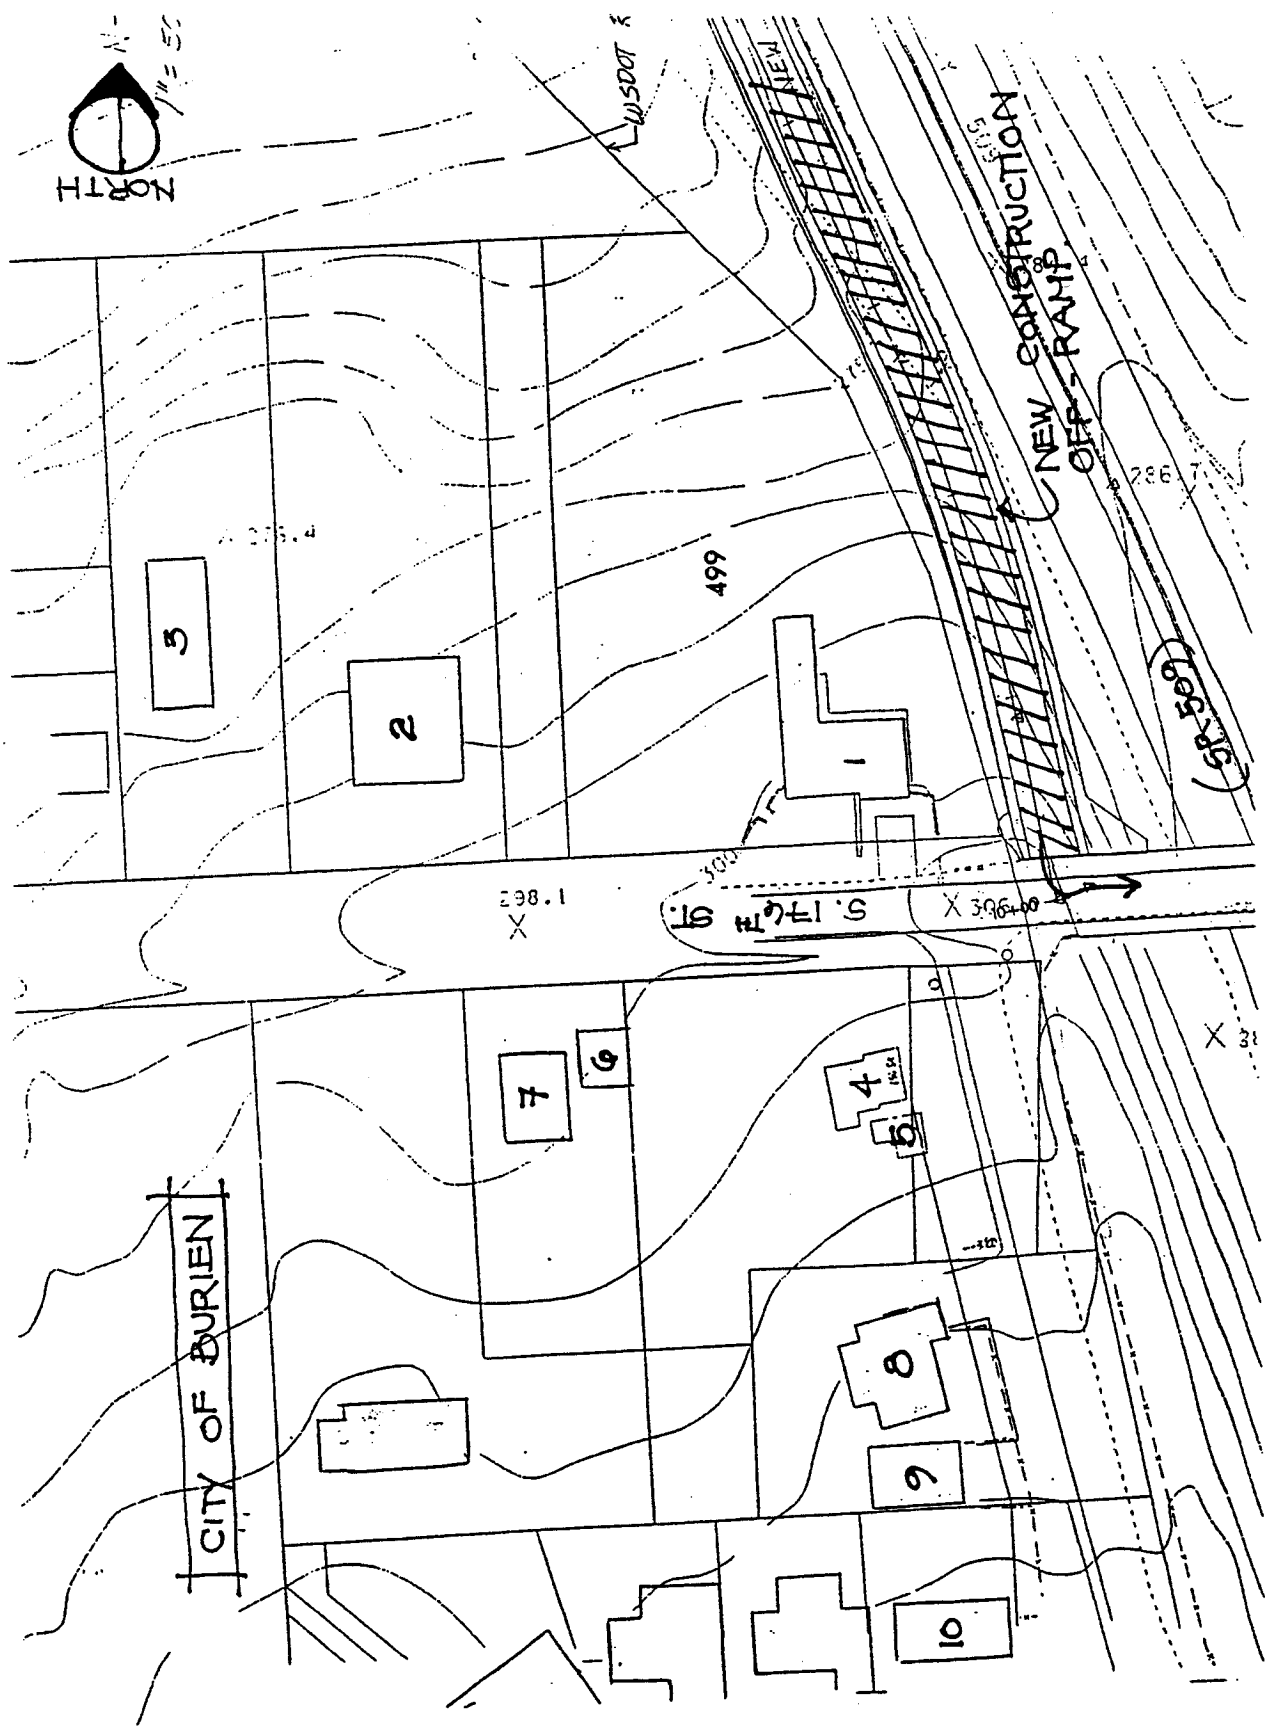 NORTH
WSDOT
NEW
NEW CONSTRUCTION
OFF-RAMP
(SR 509)
286.7
499
300
298.1
S. 176TH
ST.
CITY OF BURIEN
1
2
3
4
5
6
7
8
9
10